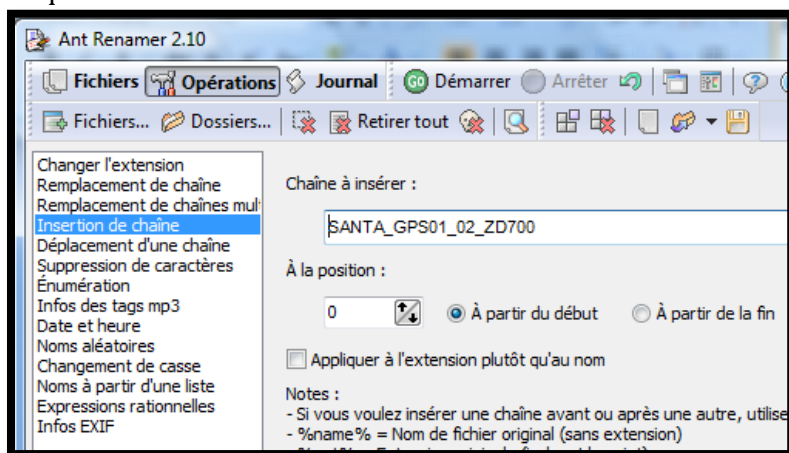 Ant Renamer 2.10
Fichiers Opérations Journal Démarrer Arrêter
Fichiers... Dossiers... Retirer tout
Changer l'extension
Remplacement de chaîne
Remplacement de chaînes mul
Insertion de chaîne
Déplacement d'une chaîne
Suppression de caractères
Énumération
Infos des tags mp3
Date et heure
Noms aléatoires
Changement de casse
Noms à partir d'une liste
Expressions rationnelles
Infos EXIF
Chaîne à insérer :
SANTA_GPS01_02_ZD700
À la position :
0 À partir du début À partir de la fin
Appliquer à l'extension plutôt qu'au nom
Notes :
- Si vous voulez insérer une chaîne avant ou après une autre, utilise
- %name% = Nom de fichier original (sans extension)